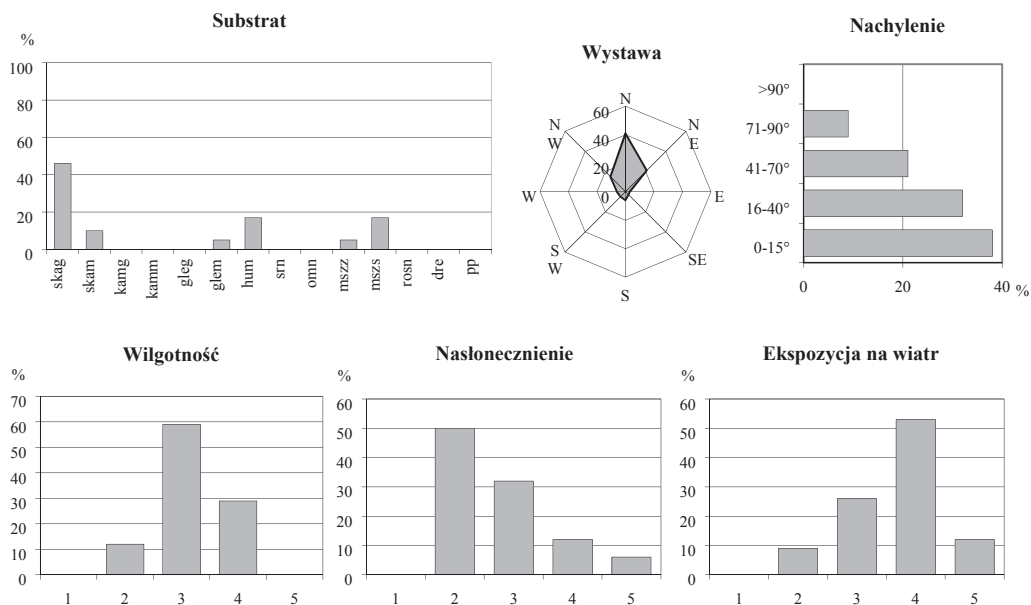 Substrat
%
100
80
60
40
20
0
skag
skam
kamg
kamm
gleg
glem
hum
srn
omn
mszz
mszs
rosn
dre
pp
Wystawa
N
N E
E
SE
S
S W
W
N W
60
40
20
0
Nachylenie
>90°
71-90°
41-70°
16-40°
0-15°
0 20 40 %
Wilgotność
%
70
60
50
40
30
20
10
0
1 2 3 4 5
Nasłonecznienie
%
60
50
40
30
20
10
0
1 2 3 4 5
Ekspozycja na wiatr
%
60
50
40
30
20
10
0
1 2 3 4 5